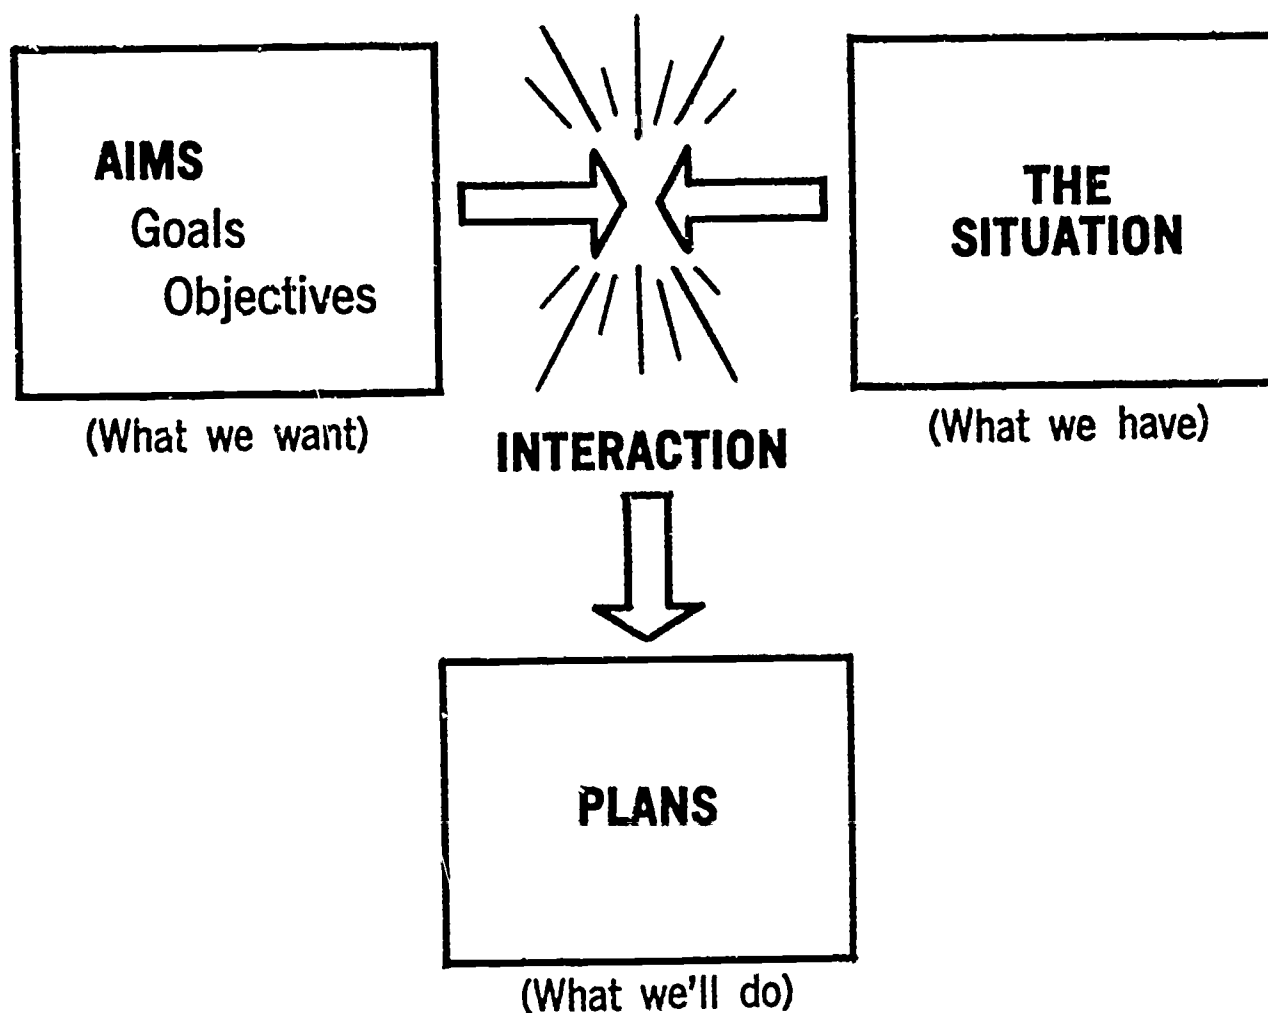 AIMS
Goals
Objectives
(What we want)
THE
SITUATION
(What we have)
INTERACTION
PLANS
(What we'll do)